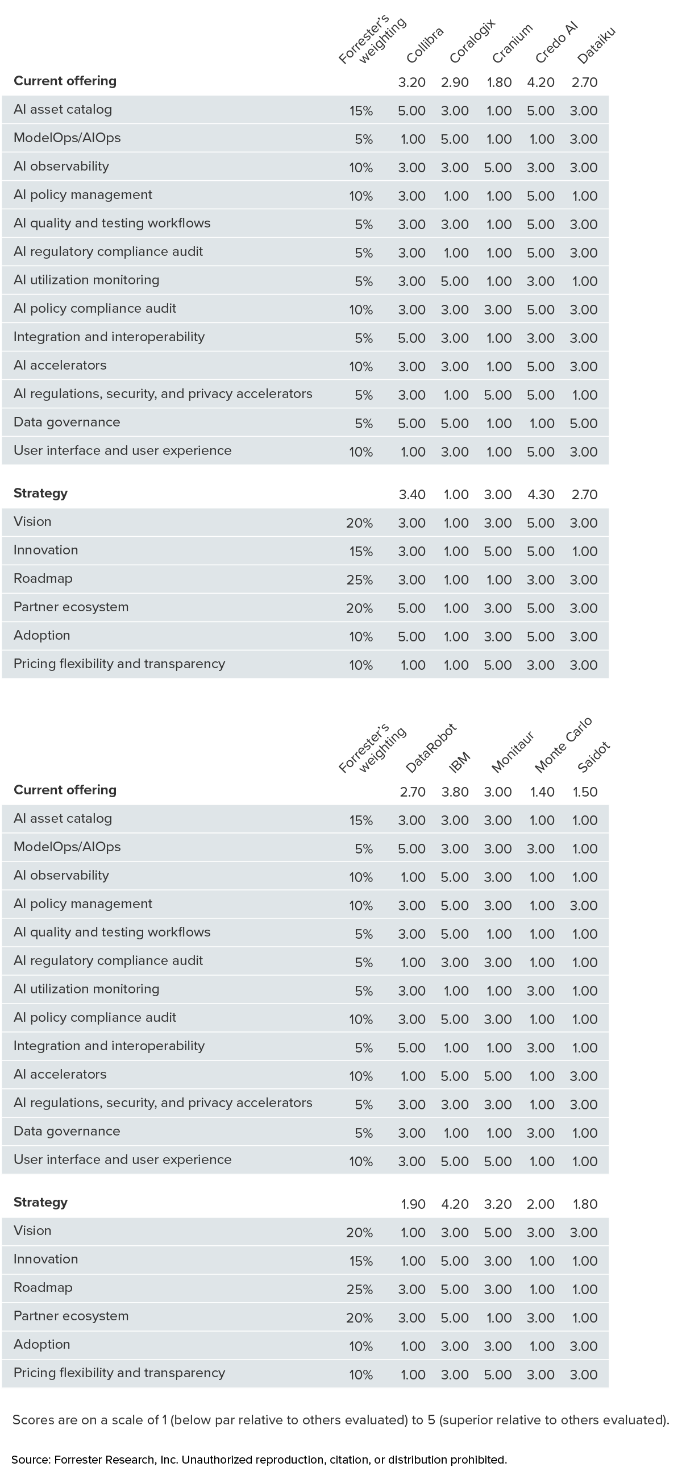 Forrester's weighting Collibra Coralogix Cranium Credo AI Dataiku
Current offering 3.20 2.90 1.80 4.20 2.70
AI asset catalog 15% 5.00 3.00 1.00 5.00 3.00
ModelOps/AIOps 5% 1.00 5.00 1.00 1.00 3.00
AI observability 10% 3.00 3.00 5.00 3.00 3.00
AI policy management 10% 3.00 1.00 1.00 5.00 1.00
AI quality and testing workflows 5% 3.00 3.00 1.00 5.00 3.00
AI regulatory compliance audit 5% 3.00 1.00 1.00 5.00 3.00
AI utilization monitoring 5% 3.00 5.00 1.00 3.00 1.00
AI policy compliance audit 10% 3.00 3.00 3.00 5.00 3.00
Integration and interoperability 5% 5.00 3.00 1.00 3.00 3.00
AI accelerators 10% 3.00 3.00 1.00 5.00 3.00
AI regulations, security, and privacy accelerators 5% 3.00 1.00 5.00 5.00 1.00
Data governance 5% 5.00 5.00 1.00 1.00 5.00
User interface and user experience 10% 1.00 3.00 1.00 5.00 3.00
Strategy 3.40 1.00 3.00 4.30 2.70
Vision 20% 3.00 1.00 3.00 5.00 3.00
Innovation 15% 3.00 1.00 5.00 5.00 1.00
Roadmap 25% 3.00 1.00 1.00 3.00 3.00
Partner ecosystem 20% 5.00 1.00 3.00 5.00 3.00
Adoption 10% 5.00 1.00 3.00 5.00 3.00
Pricing flexibility and transparency 10% 1.00 1.00 5.00 3.00 3.00
Forrester's weighting DataRobot IBM Monitaur Monte Carlo Saidot
Current offering 2.70 3.80 3.00 1.40 1.50
AI asset catalog 15% 3.00 3.00 3.00 1.00 1.00
ModelOps/AIOps 5% 5.00 3.00 3.00 3.00 1.00
AI observability 10% 1.00 5.00 3.00 1.00 1.00
AI policy management 10% 3.00 5.00 3.00 1.00 3.00
AI quality and testing workflows 5% 3.00 5.00 1.00 1.00 1.00
AI regulatory compliance audit 5% 1.00 3.00 3.00 1.00 1.00
AI utilization monitoring 5% 3.00 1.00 1.00 3.00 1.00
AI policy compliance audit 10% 3.00 5.00 3.00 1.00 1.00
Integration and interoperability 5% 5.00 1.00 1.00 3.00 1.00
AI accelerators 10% 1.00 5.00 5.00 1.00 3.00
AI regulations, security, and privacy accelerators 5% 3.00 3.00 3.00 1.00 3.00
Data governance 5% 3.00 1.00 1.00 3.00 1.00
User interface and user experience 10% 3.00 5.00 5.00 1.00 1.00
Strategy 1.90 4.20 3.20 2.00 1.80
Vision 20% 1.00 3.00 5.00 3.00 3.00
Innovation 15% 1.00 5.00 3.00 1.00 1.00
Roadmap 25% 3.00 5.00 3.00 1.00 1.00
Partner ecosystem 20% 3.00 5.00 1.00 3.00 1.00
Adoption 10% 1.00 3.00 3.00 1.00 3.00
Pricing flexibility and transparency 10% 1.00 3.00 5.00 3.00 3.00
Scores are on a scale of 1 (below par relative to others evaluated) to 5 (superior relative to others evaluated).
Source: Forrester Research, Inc. Unauthorized reproduction, citation, or distribution prohibited.